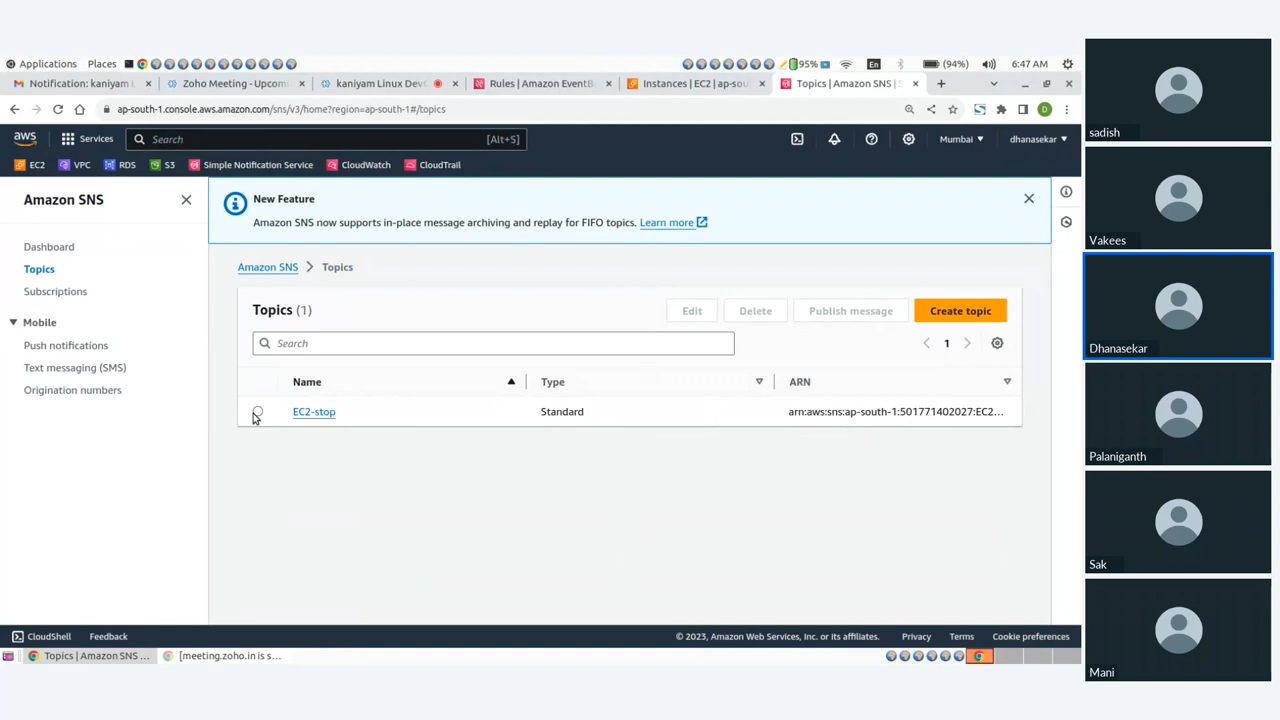 Applications Places 95% (94%) En 6:47 AM
Notification: kaniyam L
Zoho Meeting - Upcom
kaniyam Linux DevO
Rules | Amazon EventB
Instances | EC2 | ap-sou
Topics | Amazon SNS | S
ap-south-1.console.aws.amazon.com/sns/v3/home?region=ap-south-1#/topics
D
aws Services Search [Alt+S] Mumbai dhanasekar
EC2 VPC RDS S3 Simple Notification Service CloudWatch CloudTrail
Amazon SNS
Dashboard
Topics
Subscriptions
Mobile
Push notifications
Text messaging (SMS)
Origination numbers
New Feature
Amazon SNS now supports in-place message archiving and replay for FIFO topics. Learn more
Amazon SNS > Topics
Topics (1) Edit Delete Publish message Create topic
Search 1
Name Type ARN
EC2-stop Standard arn:aws:sns:ap-south-1:501771402027:EC2...
CloudShell Feedback © 2023, Amazon Web Services, Inc. or its affiliates. Privacy Terms Cookie preferences
Topics | Amazon SNS ... [meeting.zoho.in is s...
sadish
Vakees
Dhanasekar
Palaniganth
Sak
Mani